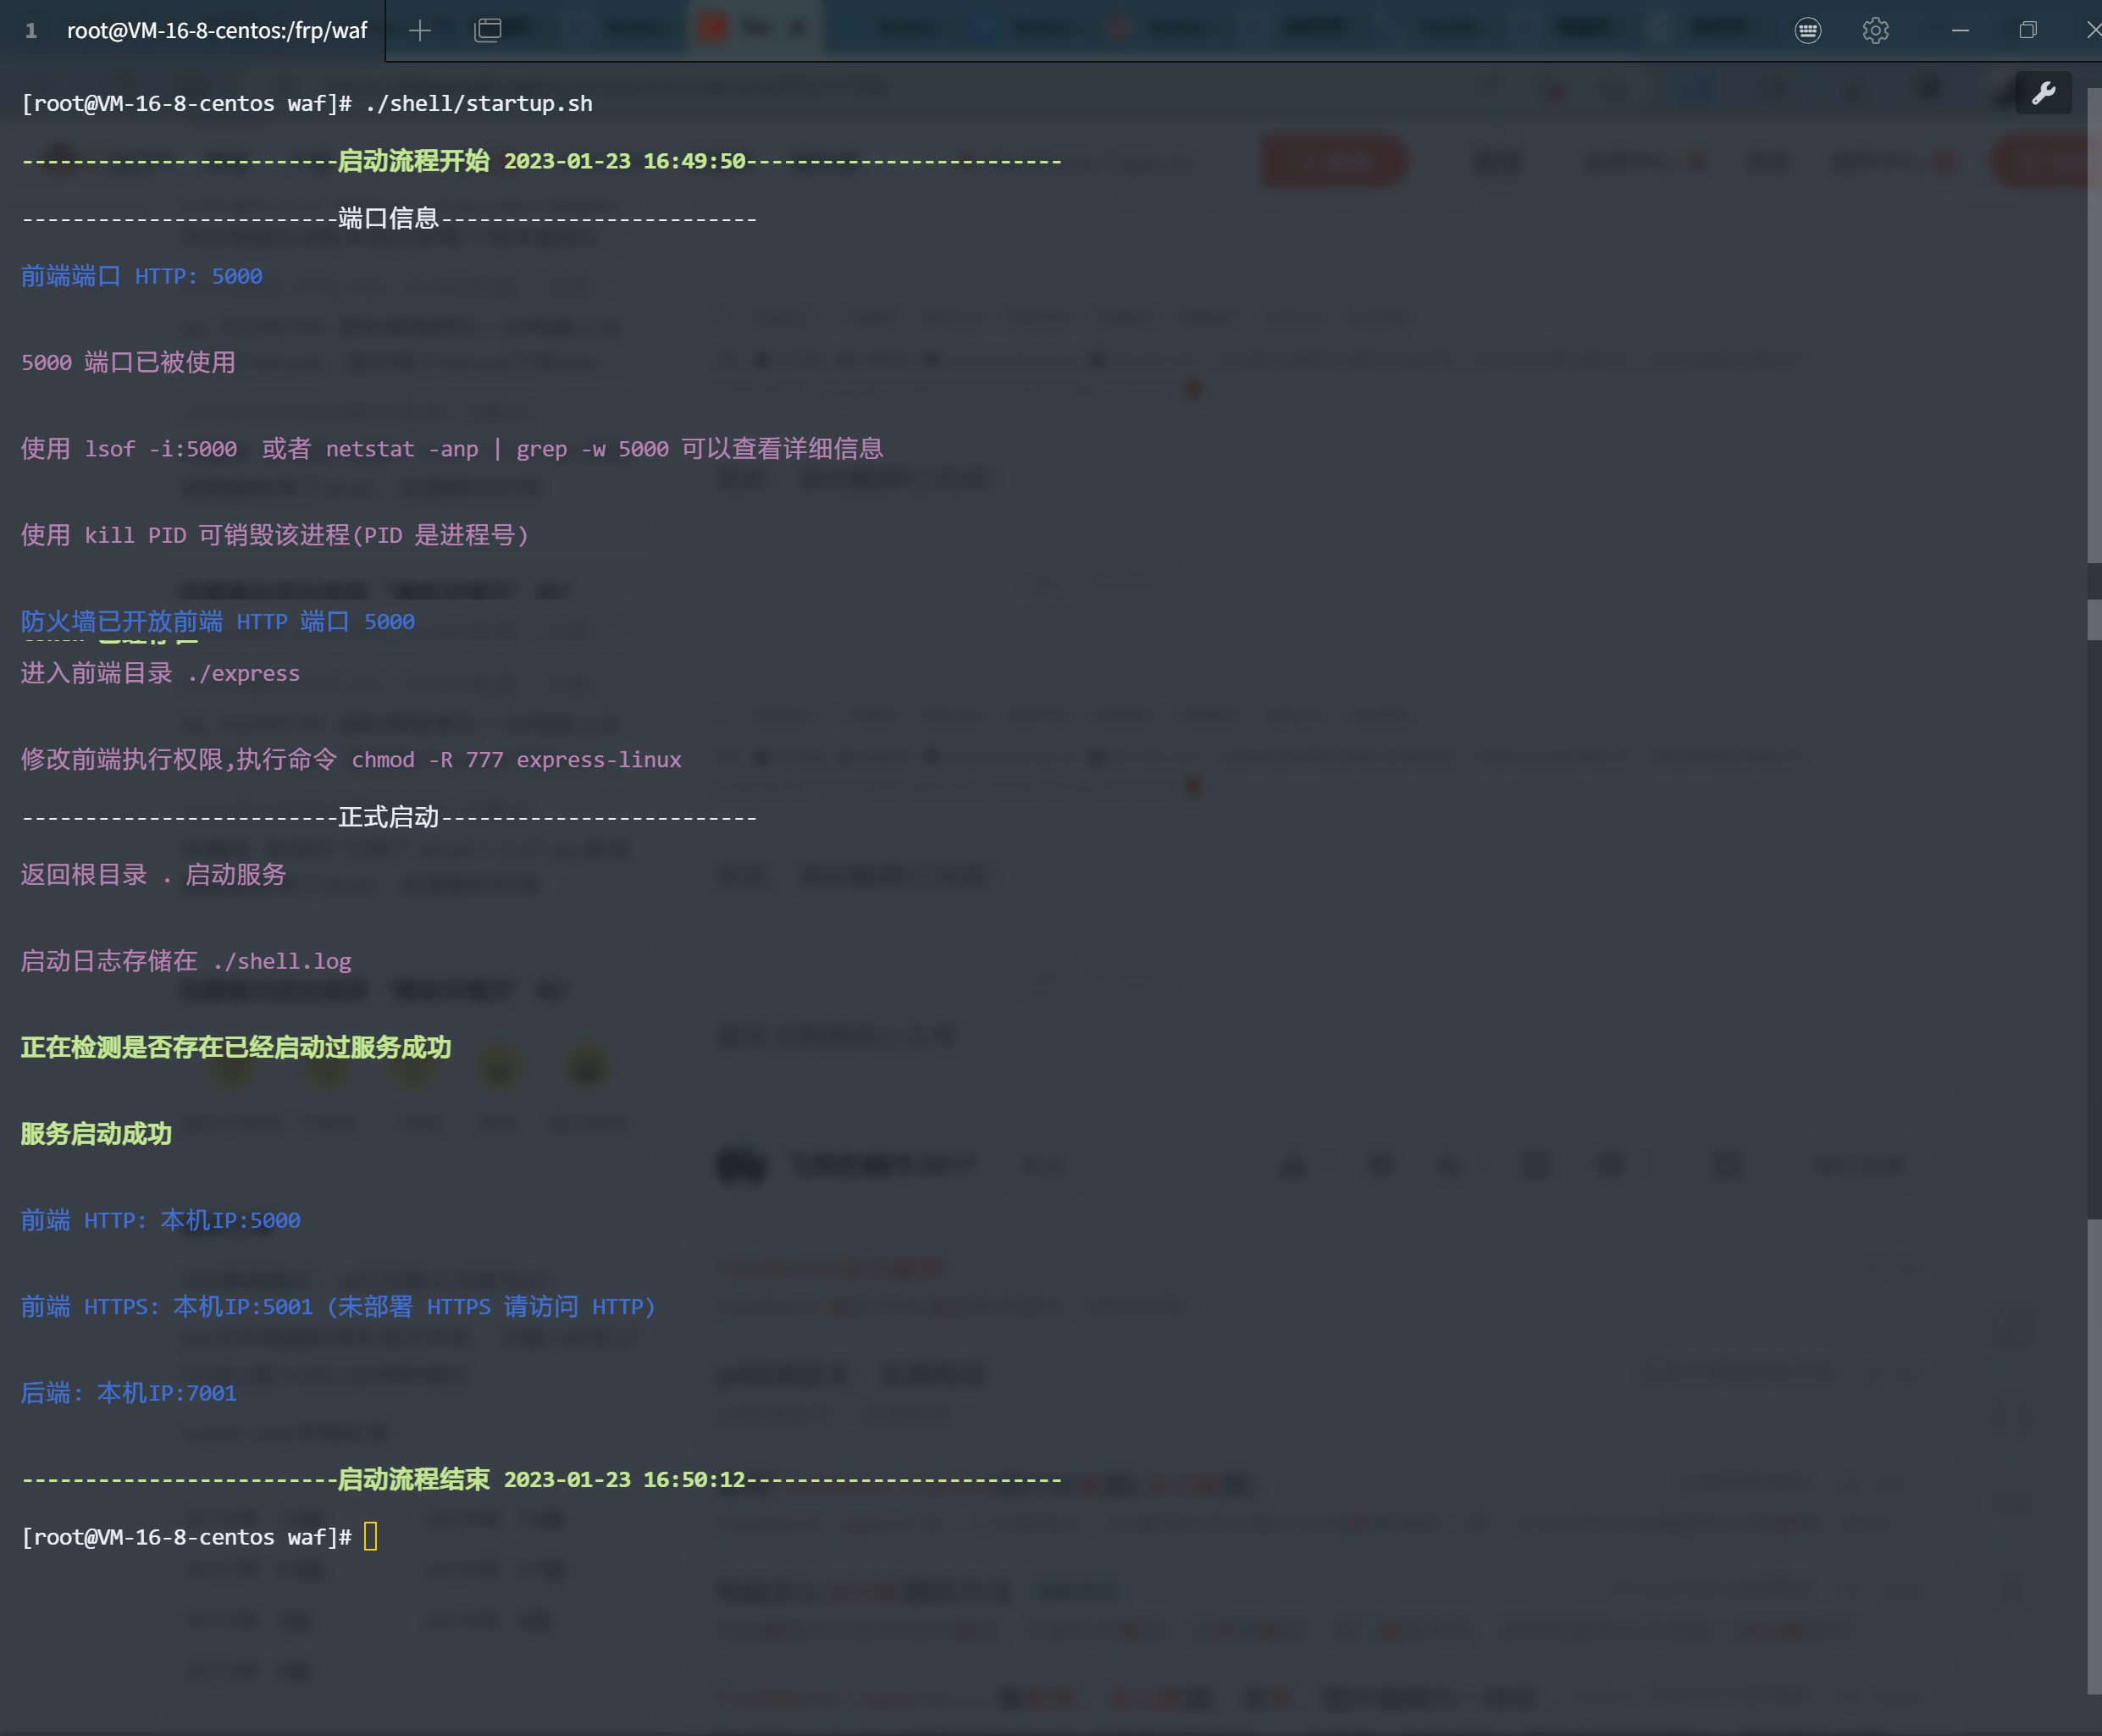 1 root@VM-16-8-centos:/frp/waf
[root@VM-16-8-centos waf]# ./shell/startup.sh
-------------------------启动流程开始 2023-01-23 16:49:50-------------------------
-------------------------端口信息-------------------------
前端端口 HTTP: 5000
5000 端口已被使用
使用 lsof -i:5000 或者 netstat -anp | grep -w 5000 可以查看详细信息
使用 kill PID 可销毁该进程(PID 是进程号)
防火墙已开放前端 HTTP 端口 5000
进入前端目录 ./express
修改前端执行权限,执行命令 chmod -R 777 express-linux
-------------------------正式启动-------------------------
返回根目录 . 启动服务
启动日志存储在 ./shell.log
正在检测是否存在已经启动过服务成功
服务启动成功
前端 HTTP: 本机IP:5000
前端 HTTPS: 本机IP:5001 (未部署 HTTPS 请访问 HTTP)
后端: 本机IP:7001
-------------------------启动流程结束 2023-01-23 16:50:12-------------------------
[root@VM-16-8-centos waf]#